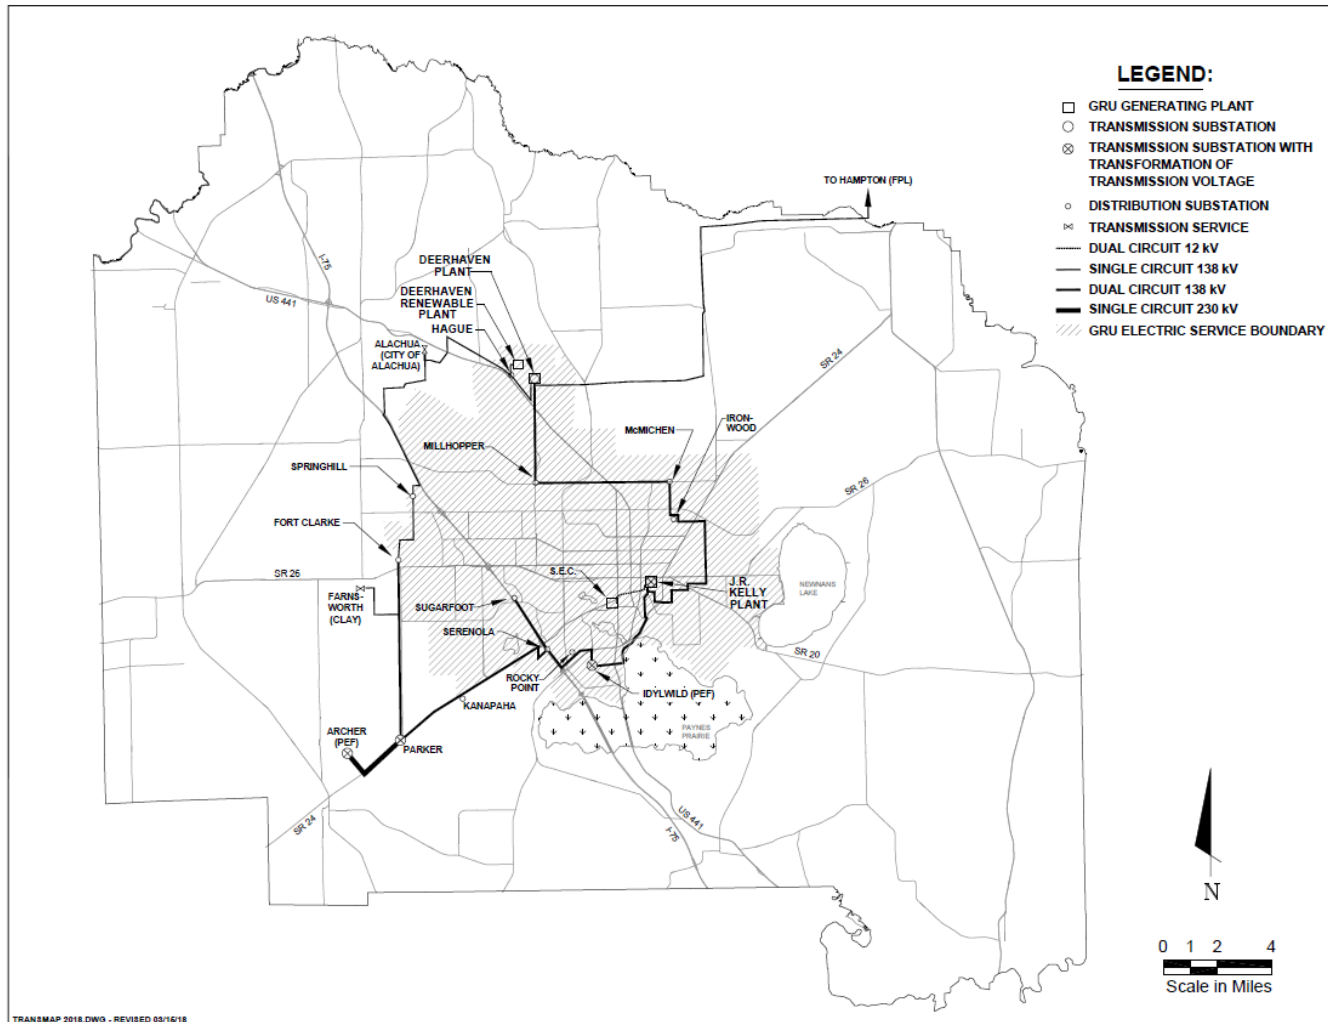 LEGEND:
GRU GENERATING PLANT
TRANSMISSION SUBSTATION
TRANSMISSION SUBSTATION WITH
TRANSFORMATION OF
TRANSMISSION VOLTAGE
DISTRIBUTION SUBSTATION
TRANSMISSION SERVICE
DUAL CIRCUIT 12 kV
SINGLE CIRCUIT 138 kV
DUAL CIRCUIT 138 kV
SINGLE CIRCUIT 230 kV
GRU ELECTRIC SERVICE BOUNDARY
TO HAMPTON (FPL)
I-75
US 441
DEERHAVEN
PLANT
DEERHAVEN
RENEWABLE
PLANT
HAGUE
ALACHUA
(CITY OF
ALACHUA)
SR 24
IRON-
WOOD
McMICHEN
MILLHOPPER
SPRINGHILL
SR 26
FORT CLARKE
SR 26
S.E.C.
J.R.
KELLY
PLANT
NEWNANS
LAKE
FARNS-
WORTH
(CLAY)
SUGARFOOT
SERENOLA
SR 20
ROCKY
POINT
IDYLWILD (PEF)
KANAPAHA
PAYNES
PRAIRIE
ARCHER
(PEF)
PARKER
SR 24
US 441
I-75
N
0 1 2 4
Scale in Miles
TRANSMAP 2018.DWG - REVISED 03/15/18